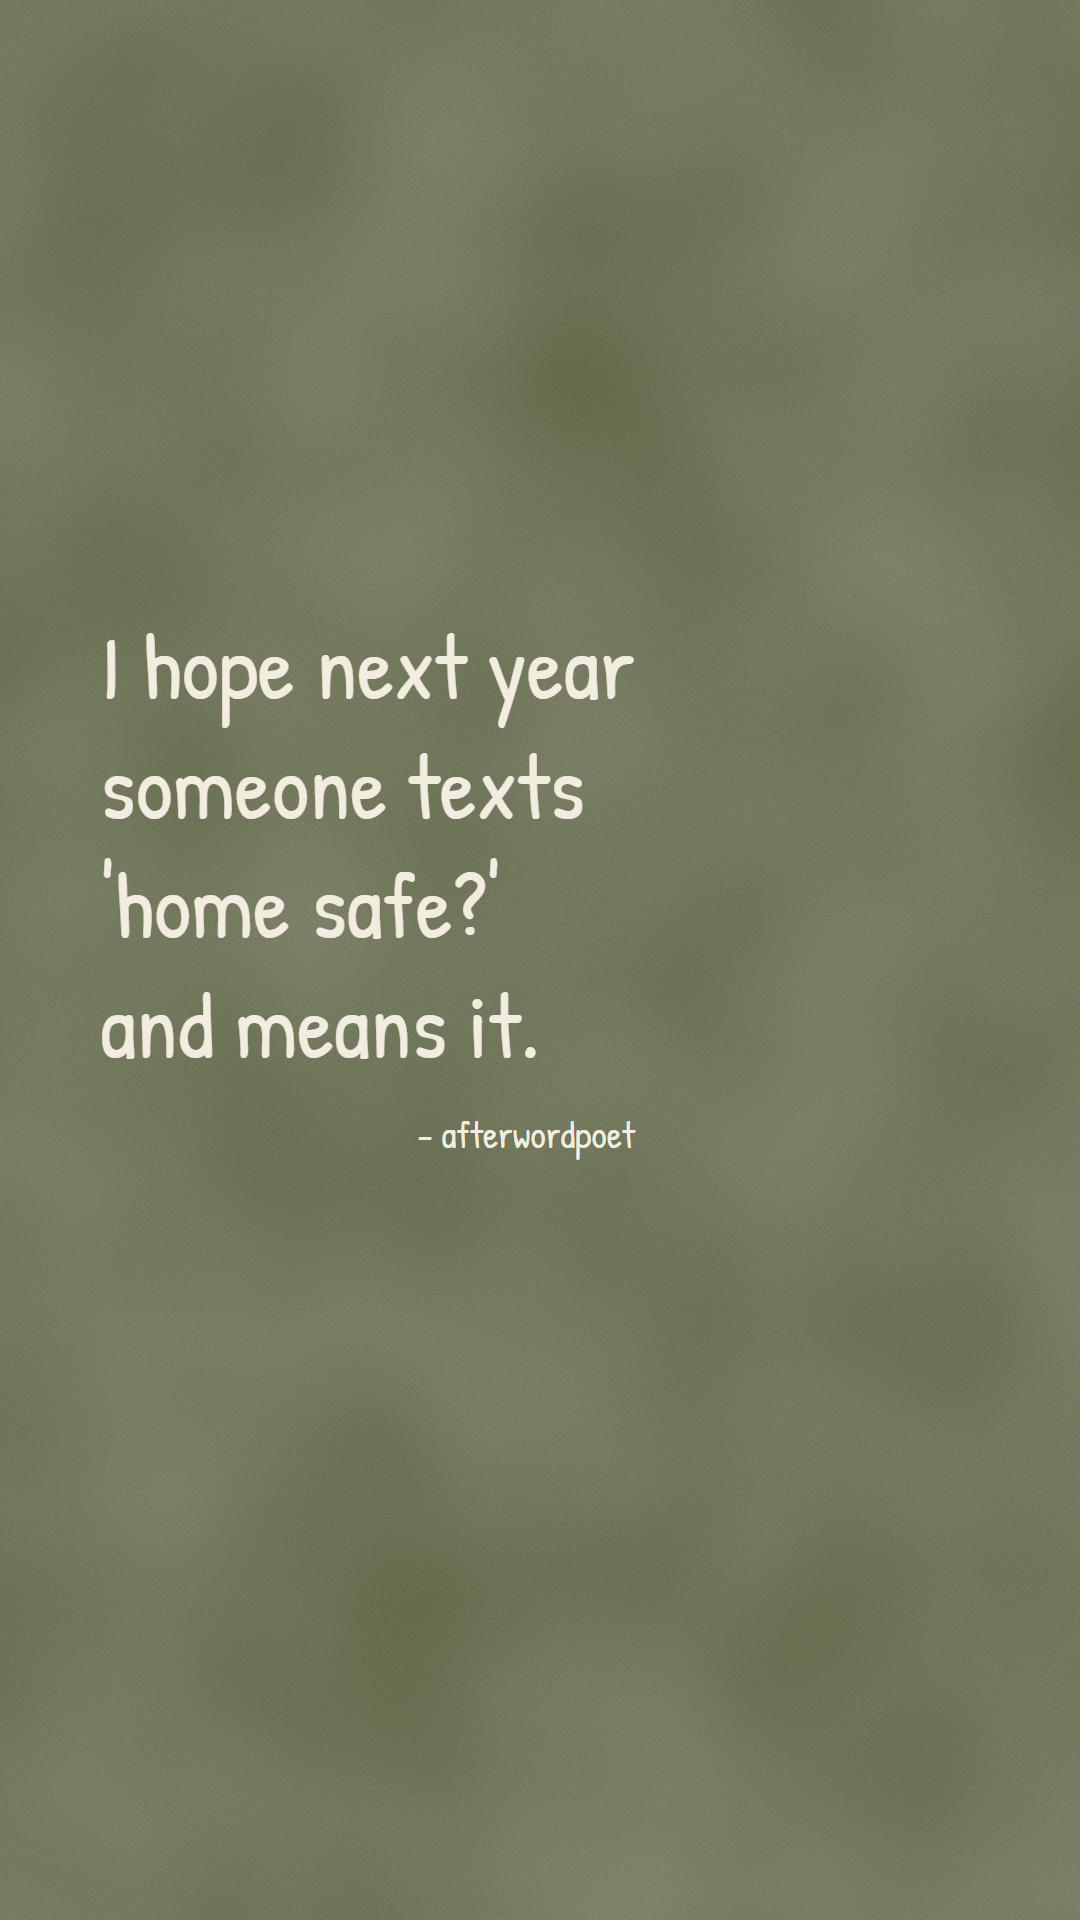 I hope next year
someone texts
'home safe?'
and means it.
– afterwordpoet